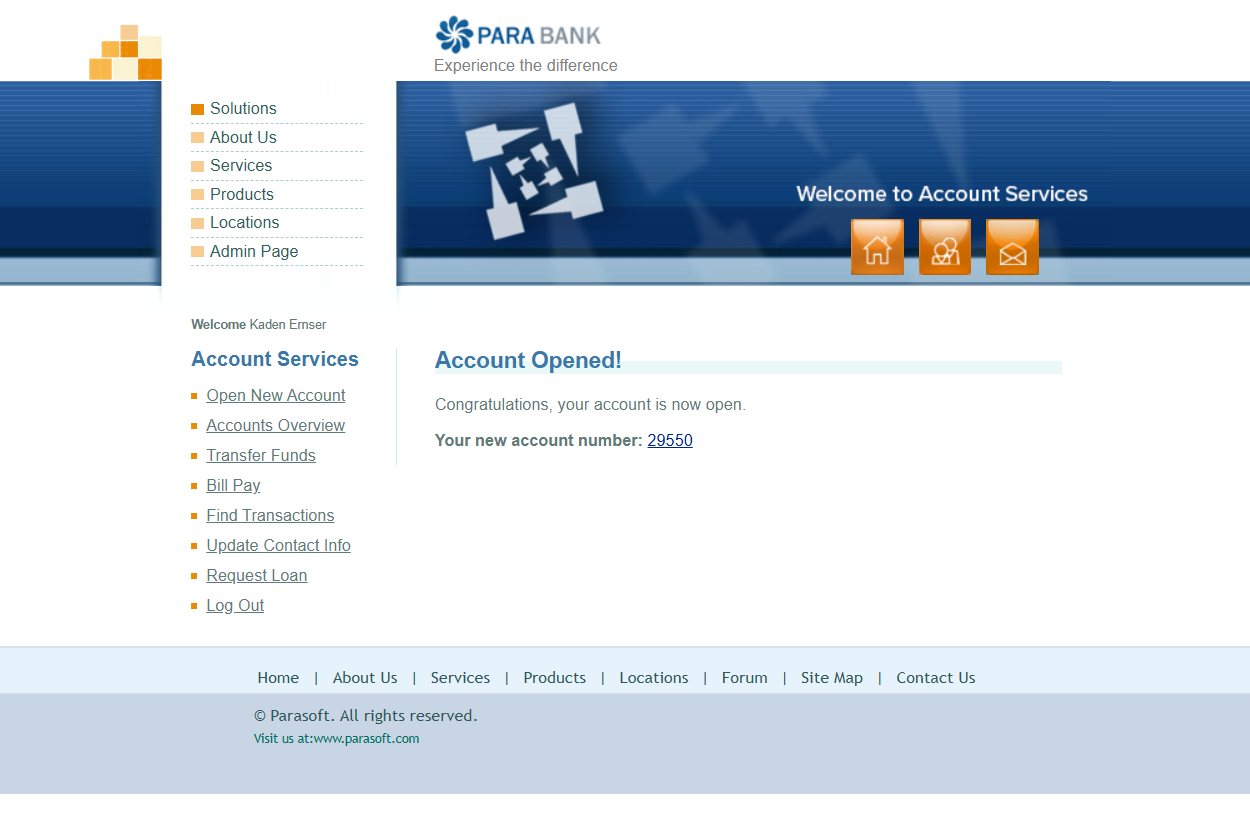 PARA BANK
Experience the difference
Solutions
About Us
Services
Products
Locations
Admin Page
Welcome to Account Services
Welcome Kaden Ernser
Account Services
Open New Account
Accounts Overview
Transfer Funds
Bill Pay
Find Transactions
Update Contact Info
Request Loan
Log Out
Account Opened!
Congratulations, your account is now open.
Your new account number: 29550
Home | About Us | Services | Products | Locations | Forum | Site Map | Contact Us
© Parasoft. All rights reserved.
Visit us at:www.parasoft.com